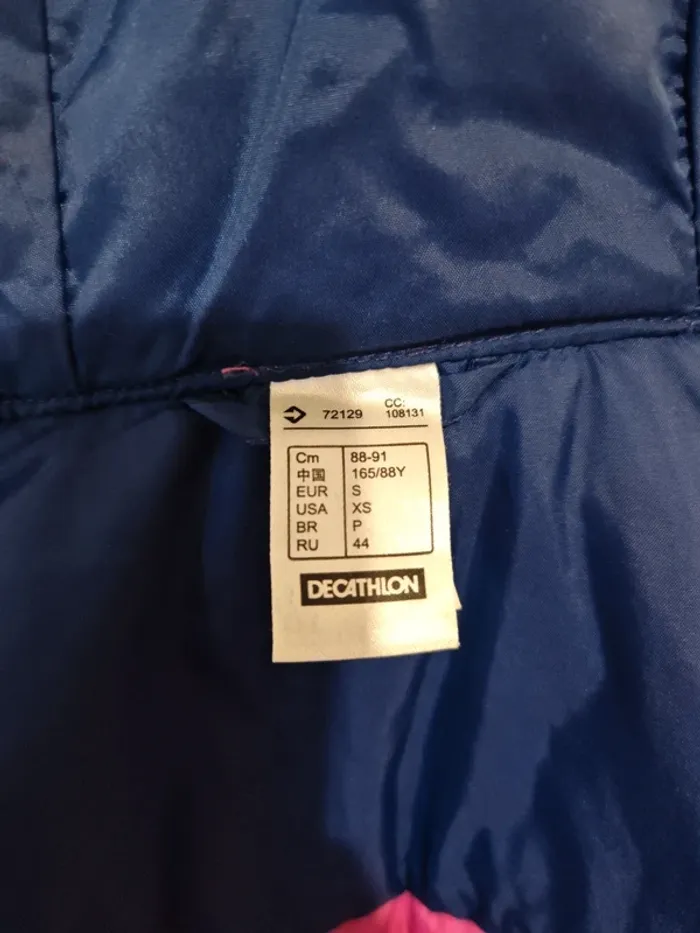 72129 CC: 108131
Cm 88-91
中国 165/88Y
EUR S
USA XS
BR P
RU 44
DECATHLON